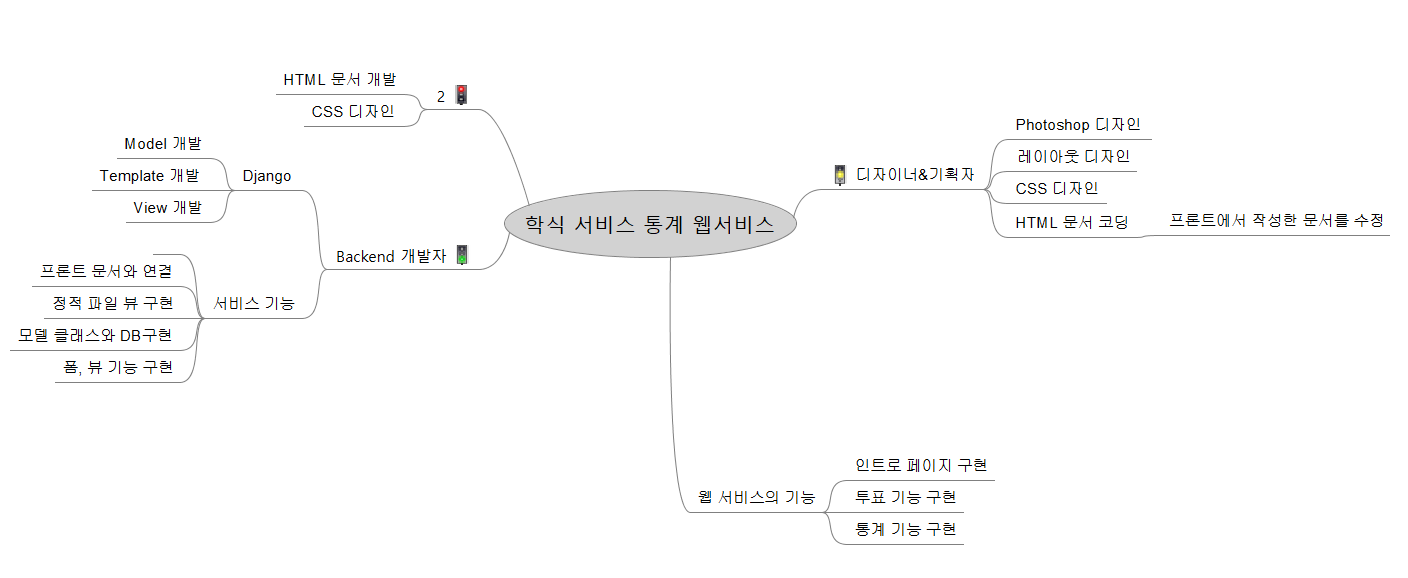 학식 서비스 통계 웹서비스
2
HTML 문서 개발
CSS 디자인
Backend 개발자
Django
Model 개발
Template 개발
View 개발
서비스 기능
프론트 문서와 연결
정적 파일 뷰 구현
모델 클래스와 DB구현
폼, 뷰 기능 구현
디자이너&기획자
Photoshop 디자인
레이아웃 디자인
CSS 디자인
HTML 문서 코딩
프론트에서 작성한 문서를 수정
웹 서비스의 기능
인트로 페이지 구현
투표 기능 구현
통계 기능 구현